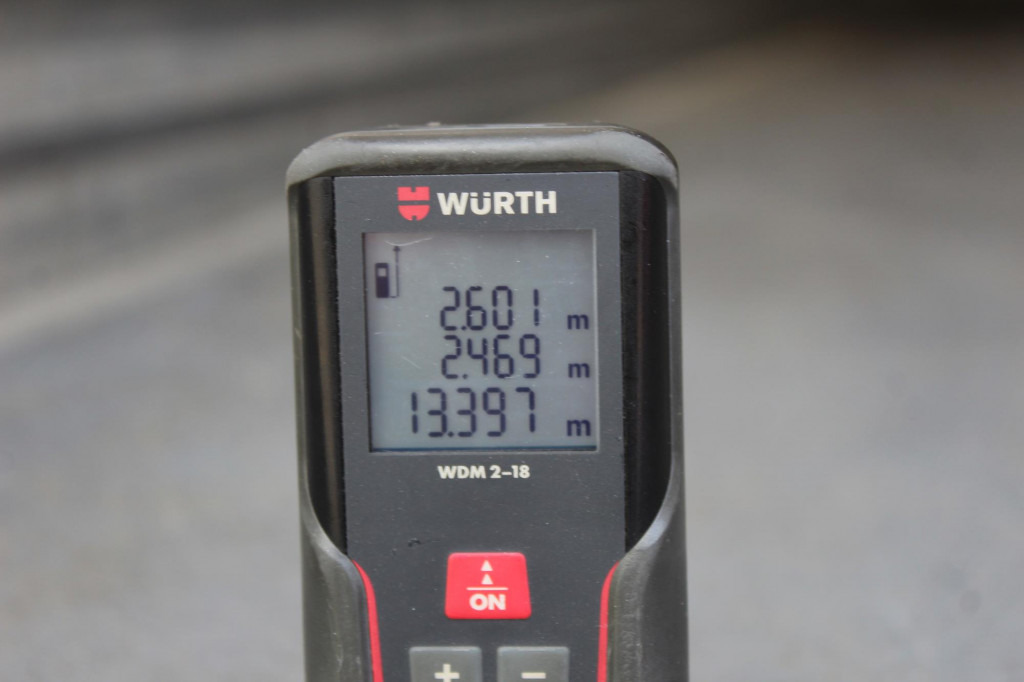 WÜRTH
2.601 m
2.469 m
13.397 m
WDM 2-18
ON
+ −